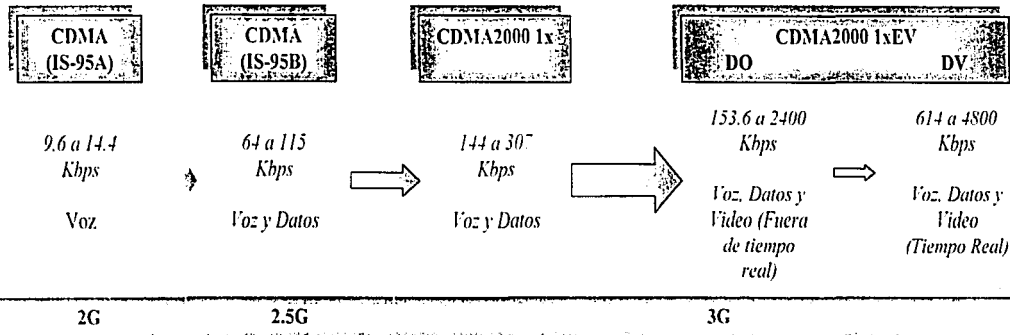 CDMA
(IS-95A)
CDMA
(IS-95B)
CDMA2000 1x
CDMA2000 1xEV
DO DV
9.6 a 14.4
Kbps
Voz
64 a 115
Kbps
Voz y Datos
144 a 307
Kbps
Voz y Datos
153.6 a 2400
Kbps
Voz, Datos y
Video (Fuera
de tiempo
real)
614 a 4800
Kbps
Voz, Datos y
Video
(Tiempo Real)
2G 2.5G 3G